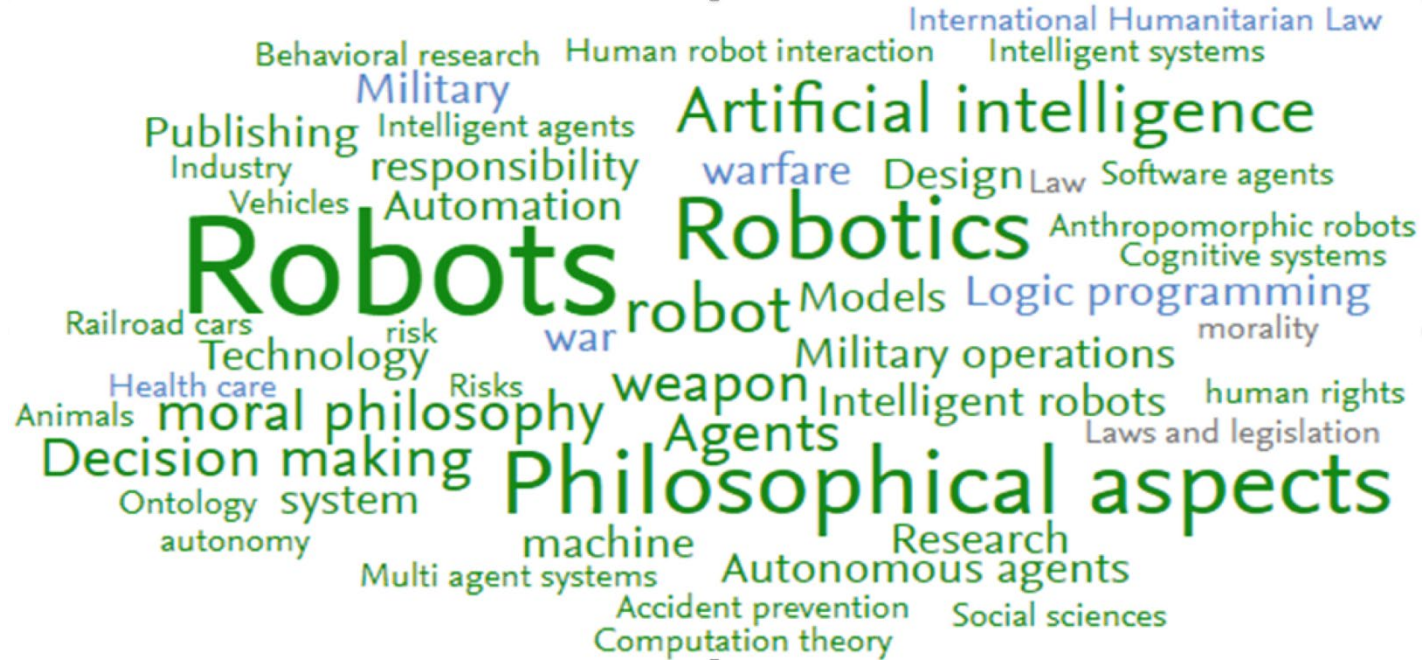 International Humanitarian Law
Behavioral research Human robot interaction Intelligent systems
Military Artificial intelligence
Publishing Intelligent agents
Industry responsibility warfare Design Law Software agents
Vehicles Automation
Robots Robotics Anthropomorphic robots
Cognitive systems
robot Models Logic programming
Railroad cars risk war morality
Technology Military operations
Health care Risks weapon Intelligent robots human rights
Animals moral philosophy Agents Laws and legislation
Decision making Philosophical aspects
Ontology system
autonomy machine Research
Multi agent systems Autonomous agents
Accident prevention Social sciences
Computation theory